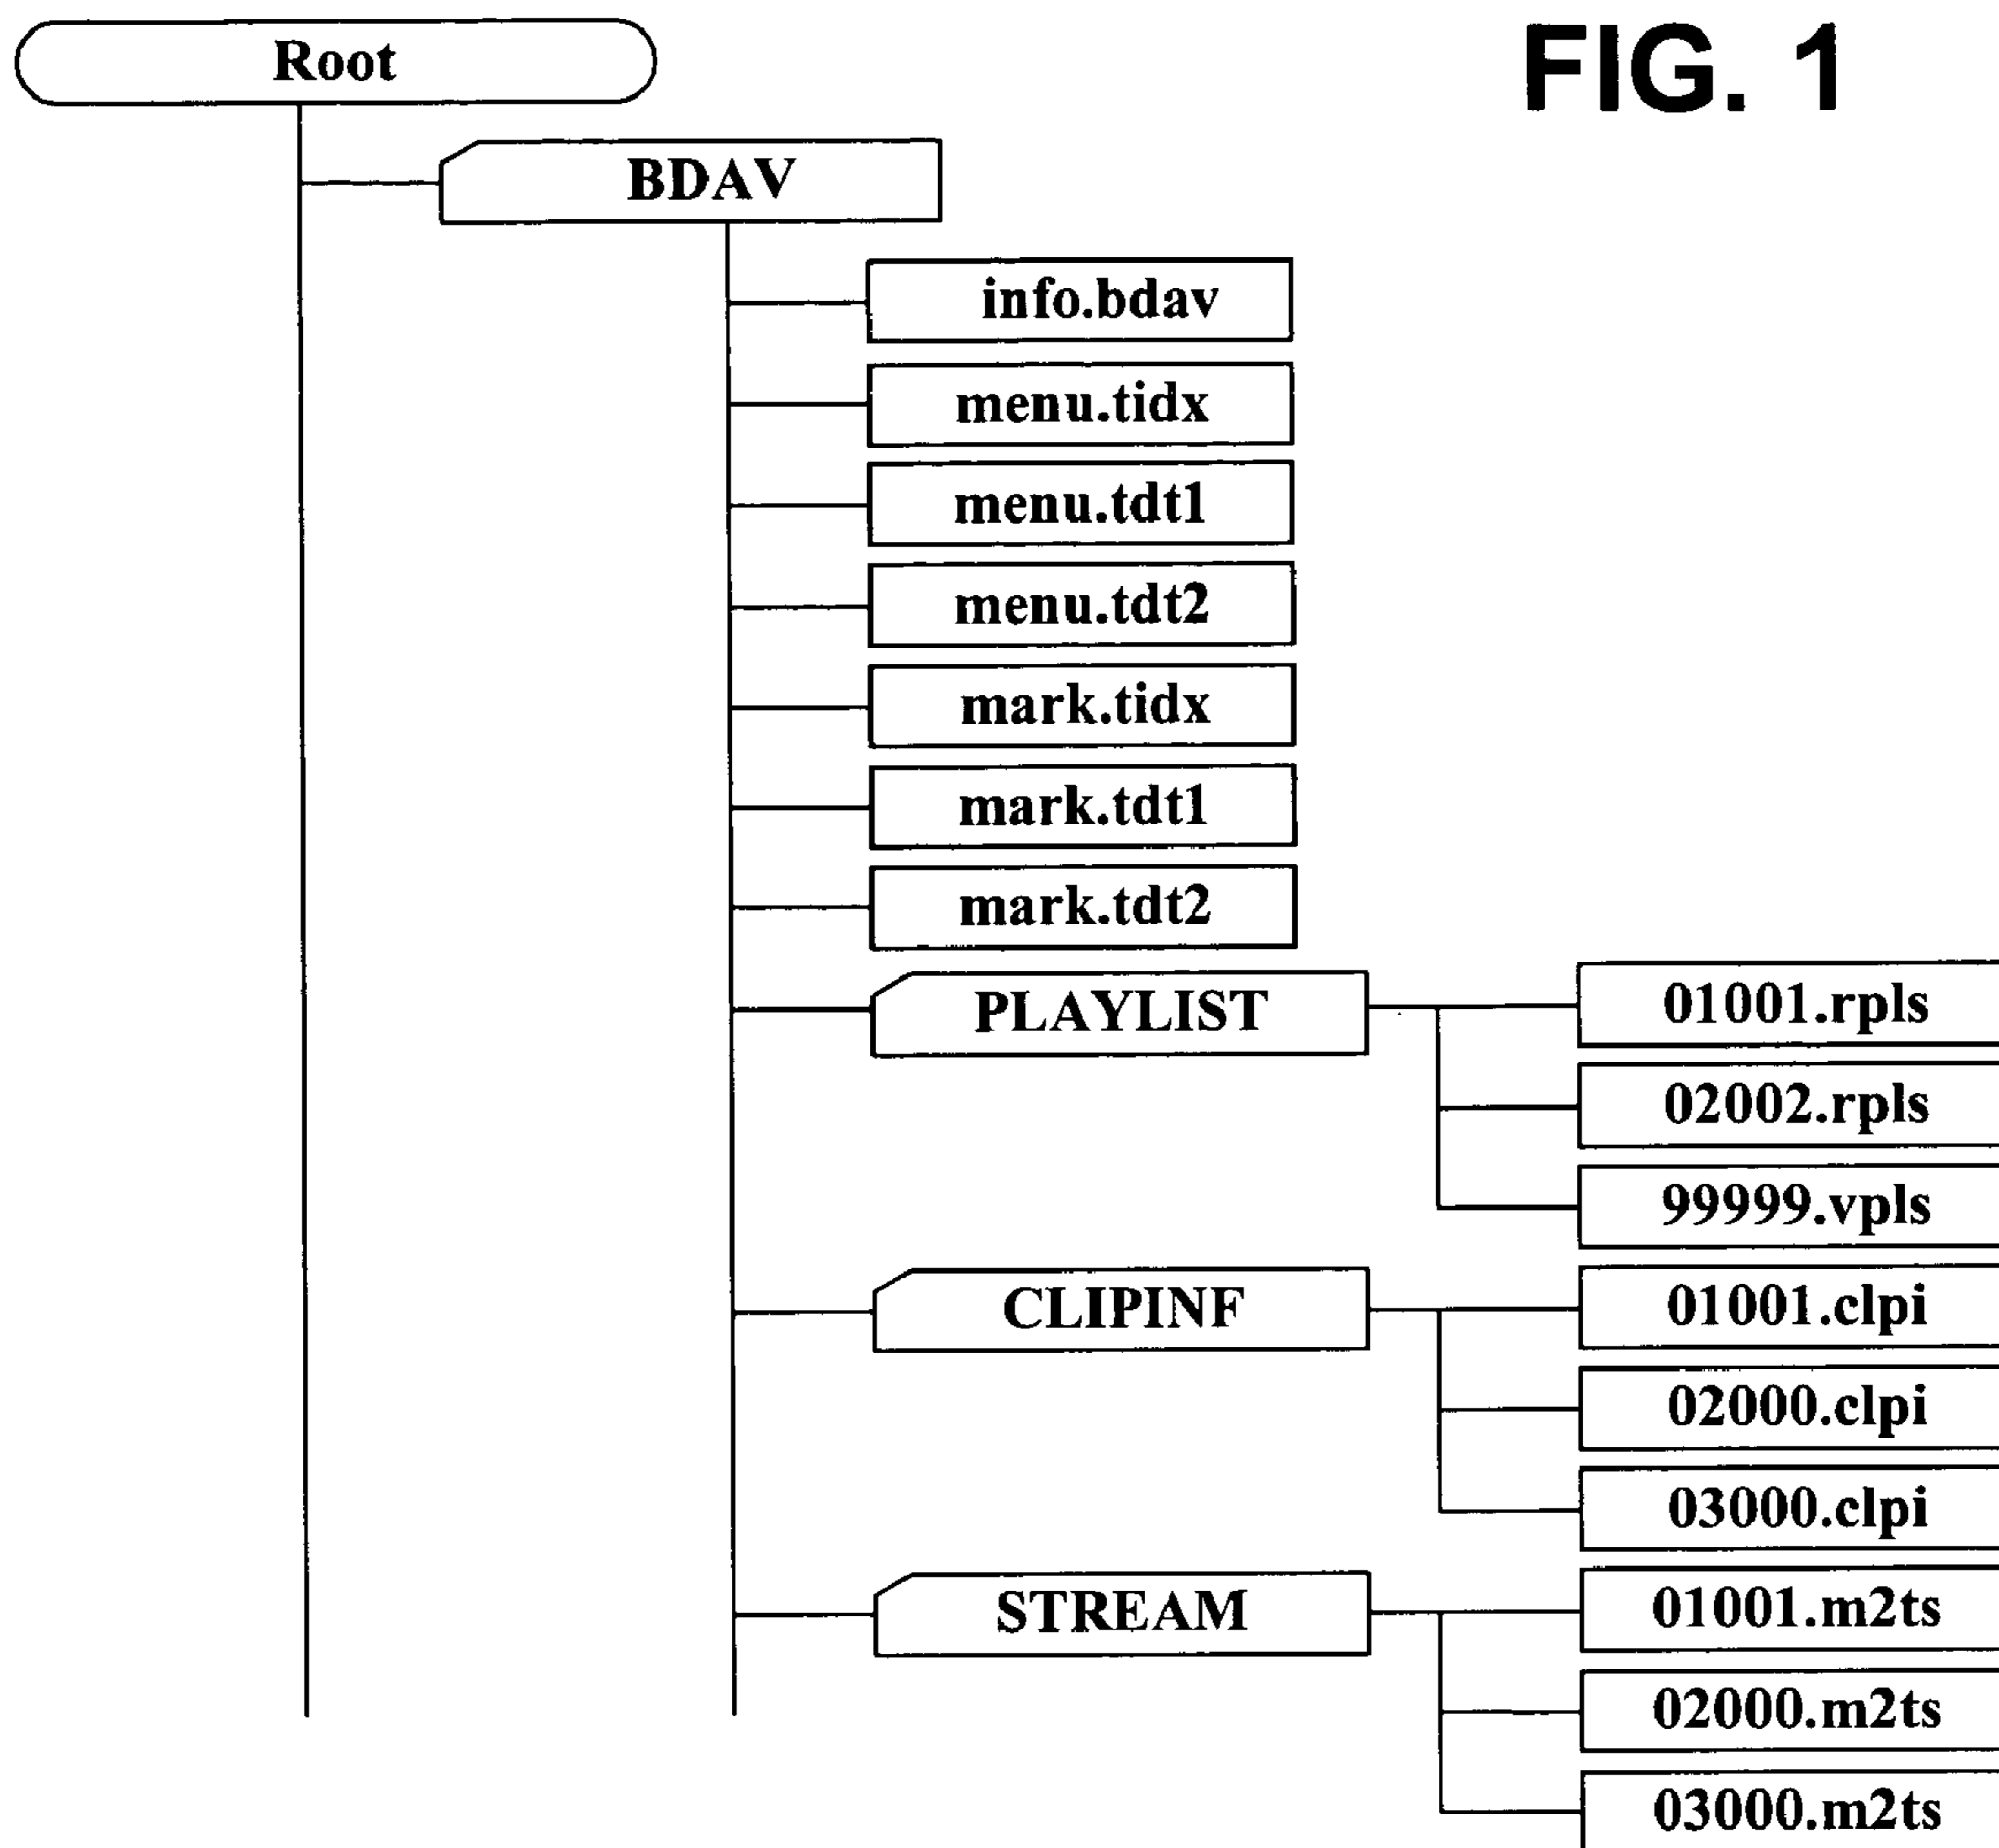 FIG. 1
Root
BDAV
info.bdav
menu.tidx
menu.tdt1
menu.tdt2
mark.tidx
mark.tdt1
mark.tdt2
PLAYLIST
01001.rpls
02002.rpls
99999.vpls
CLIPINF
01001.clpi
02000.clpi
03000.clpi
STREAM
01001.m2ts
02000.m2ts
03000.m2ts